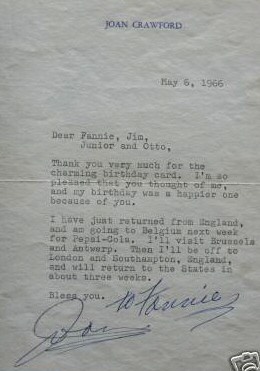 JOAN CRAWFORD
May 6, 1966
Dear Fannie, Jim,
Junior and Otto,
Thank you very much for the
charming birthday card. I'm so
pleased that you thought of me,
and my birthday was a happier one
because of you.
I have just returned from England,
and am going to Belgium next week
for Pepsi-Cola. I'll visit Brussels
and Antwerp. Then I'll be off to
London and Southampton, England,
and will return to the States in
about three weeks.
Bless you.
to Fannie
Joan